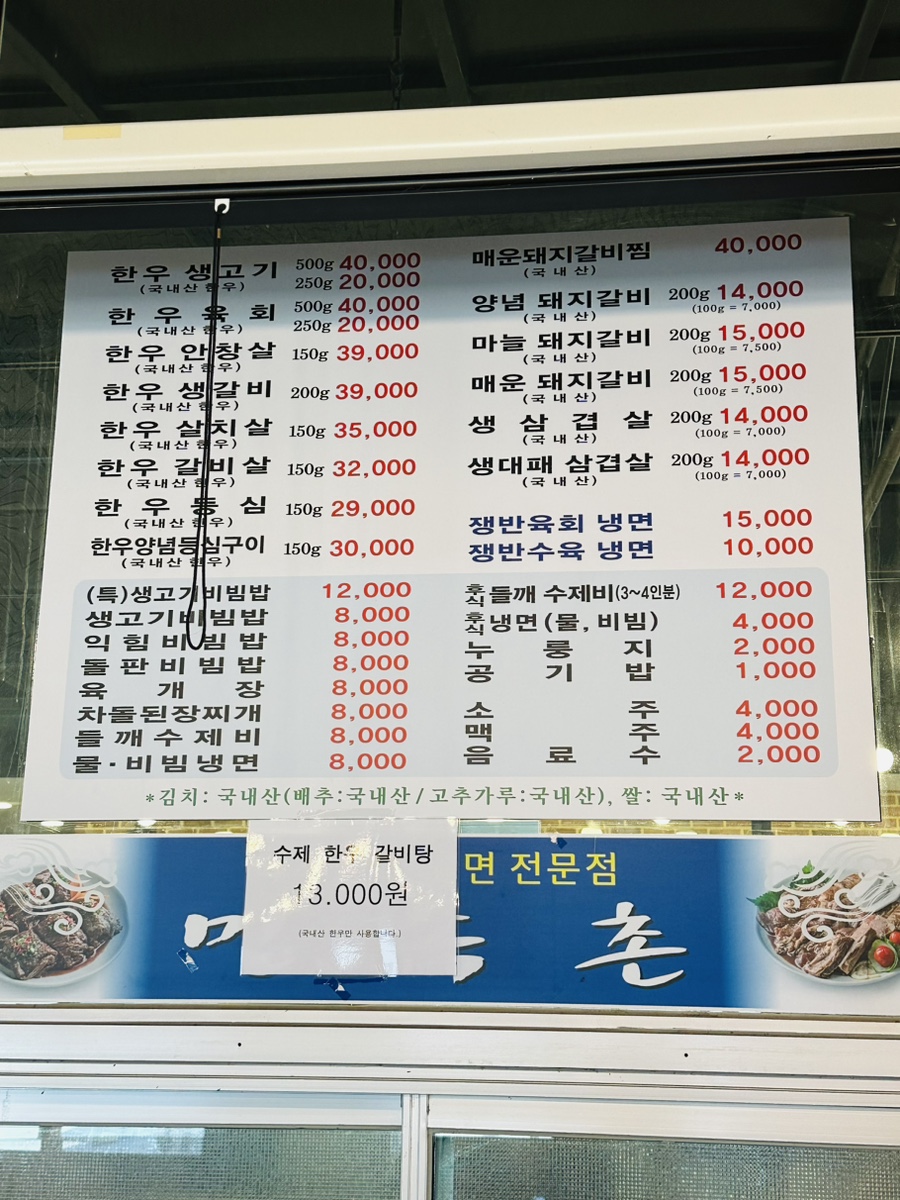 한우 생고기 500g 40,000
(국내산 한우) 250g 20,000
한우 육회 500g 40,000
(국내산 한우) 250g 20,000
한우 안창살 150g 39,000
(국내산 한우)
한우 생갈비 200g 39,000
(국내산 한우)
한우 살치살 150g 35,000
(국내산 한우)
한우 갈비살 150g 32,000
(국내산 한우)
한우 등심 150g 29,000
(국내산 한우)
한우양념등심구이 150g 30,000
(국내산 한우)
(특)생고기비빔밥 12,000
생고기비빔밥 8,000
익힘비빔밥 8,000
돌판비빔밥 8,000
육개장 8,000
차돌된장찌개 8,000
들깨수제비 8,000
물·비빔냉면 8,000
매운돼지갈비찜 40,000
(국내산)
양념 돼지갈비 200g 14,000
(국내산) (100g = 7,000)
마늘 돼지갈비 200g 15,000
(국내산) (100g = 7,500)
매운 돼지갈비 200g 15,000
(국내산) (100g = 7,500)
생삼겹살 200g 14,000
(국내산) (100g = 7,000)
생대패 삼겹살 200g 14,000
(국내산) (100g = 7,000)
쟁반육회 냉면 15,000
쟁반수육 냉면 10,000
후식 들깨 수제비(3~4인분) 12,000
후식 냉면(물, 비빔) 4,000
누룽지 2,000
공기밥 1,000
소주 4,000
맥주 4,000
음료수 2,000
*김치: 국내산(배추:국내산/고추가루:국내산), 쌀: 국내산*
수제 한우 갈비탕
13.000원
(국내산 한우만 사용합니다.)
면 전문점
촌